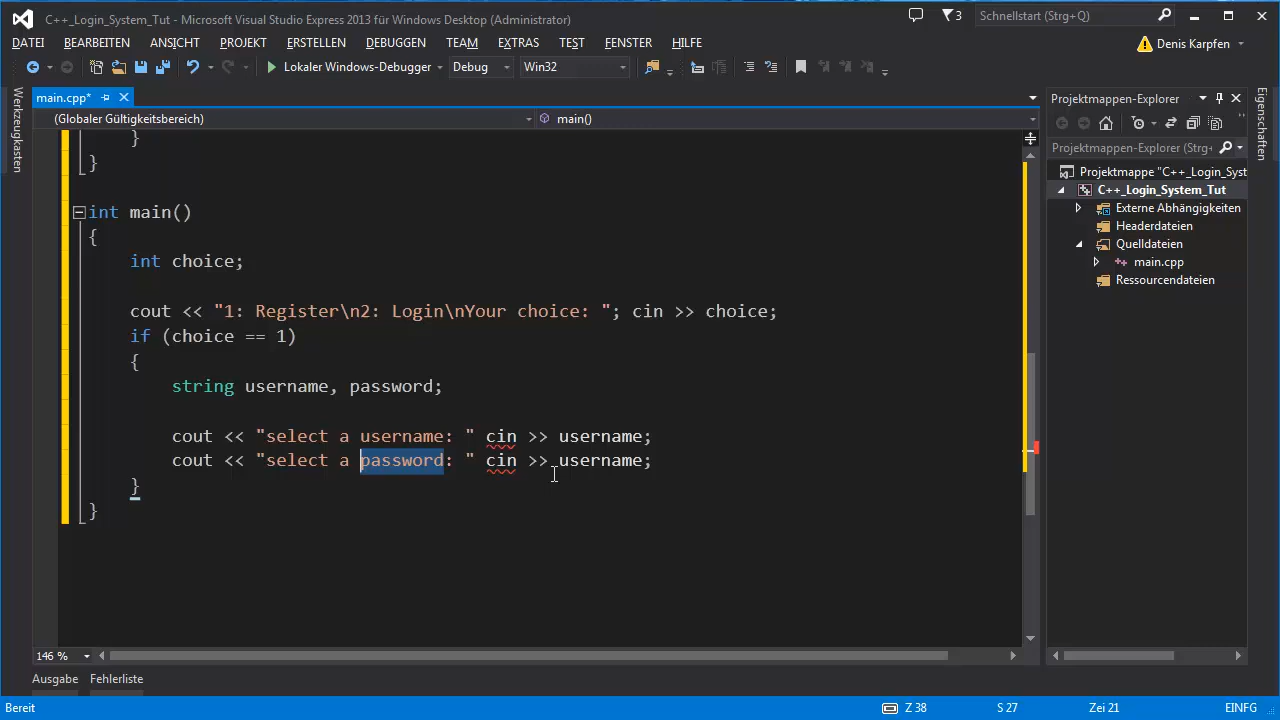 C++_Login_System_Tut - Microsoft Visual Studio Express 2013 für Windows Desktop (Administrator)
3
Schnellstart (Strg+Q)
DATEI BEARBEITEN ANSICHT PROJEKT ERSTELLEN DEBUGGEN TEAM EXTRAS TEST FENSTER HILFE
Denis Karpfen
Lokaler Windows-Debugger
Debug
Win32
Werkzeugkasten
main.cpp*
(Globaler Gültigkeitsbereich)
main()
}
}
int main()
{
int choice;
cout << "1: Register\n2: Login\nYour choice: "; cin >> choice;
if (choice == 1)
{
string username, password;
cout << "select a username: " cin >> username;
cout << "select a password: " cin >> username;
}
}
146 %
Projektmappen-Explorer
Projektmappen-Explorer (Strg+
Projektmappe "C++_Login_Syst
C++_Login_System_Tut
Externe Abhängigkeiten
Headerdateien
Quelldateien
main.cpp
Ressourcendateien
Eigenschaften
Ausgabe Fehlerliste
Bereit
Z 38
S 27
Zei 21
EINFG